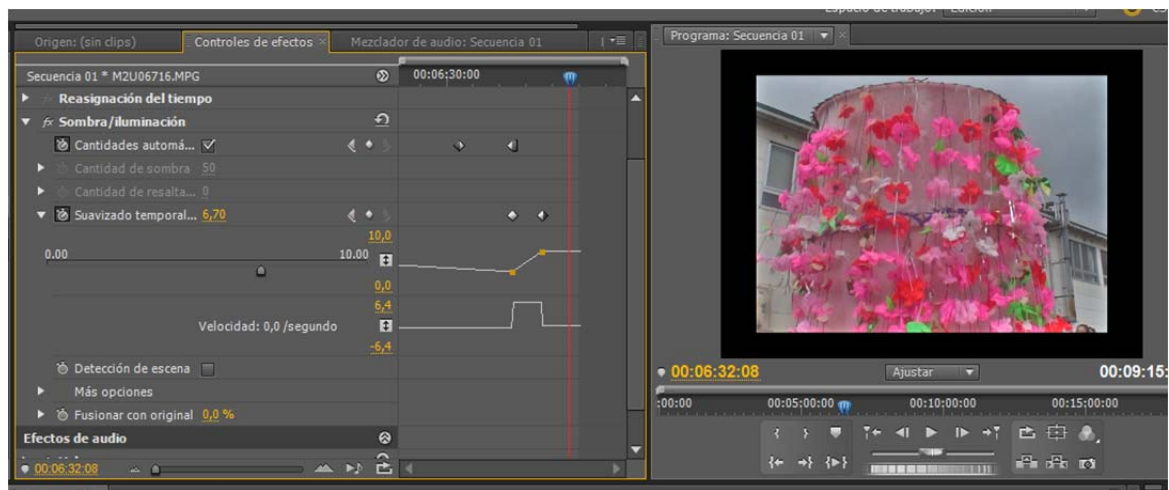 Espacio de trabajo: Edición
Origen: (sin clips) Controles de efectos × Mezclador de audio: Secuencia 01
Programa: Secuencia 01
Secuencia 01 * M2U06716.MPG 00:06:30:00
Reasignación del tiempo
fx Sombra/iluminación
Cantidades automá...
Cantidad de sombra 50
Cantidad de resalta... 0
Suavizado temporal... 6,70
10,0
0.00 10.00
0,0
6,4
Velocidad: 0,0 /segundo
-6,4
Detección de escena
Más opciones
Fusionar con original 0,0 %
Efectos de audio
00:06:32:08
00:06:32:08 Ajustar 00:09:15:
:00:00 00:05:00:00 00:10:00:00 00:15:00:00